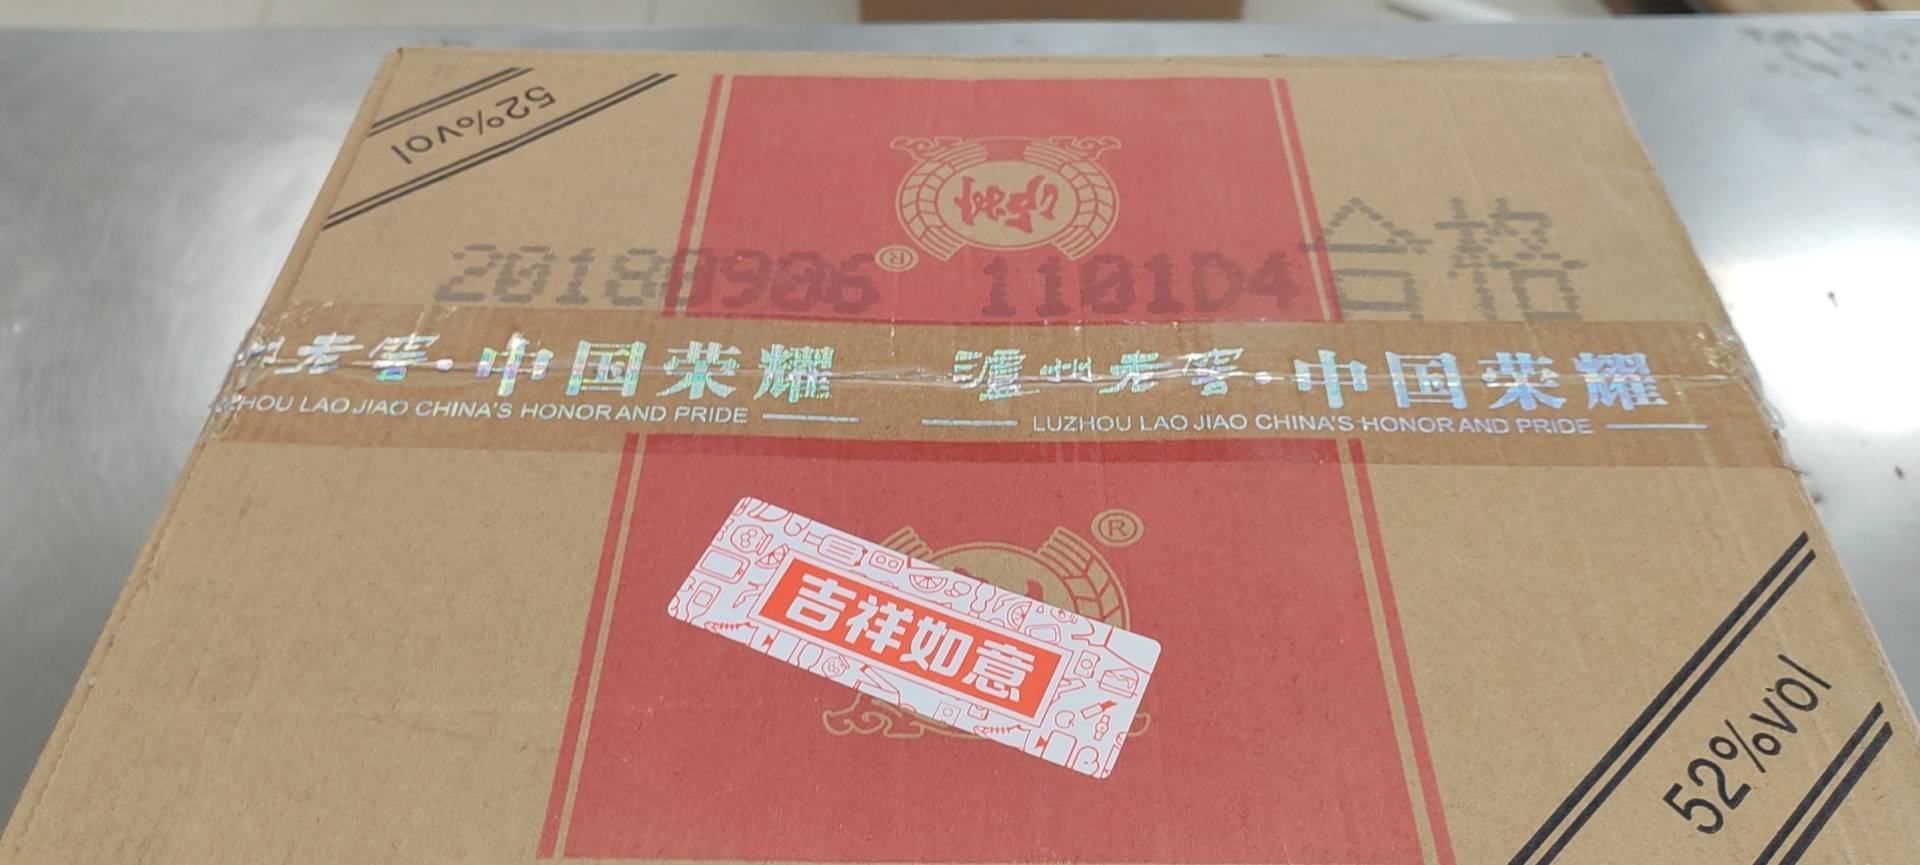 52%vol
®
20180906 1101D4 合格
州老窖·中国荣耀 泸州老窖·中国荣耀
ZHOU LAO JIAO CHINA'S HONOR AND PRIDE LUZHOU LAO JIAO CHINA'S HONOR AND PRIDE
®
吉祥如意
52%vol